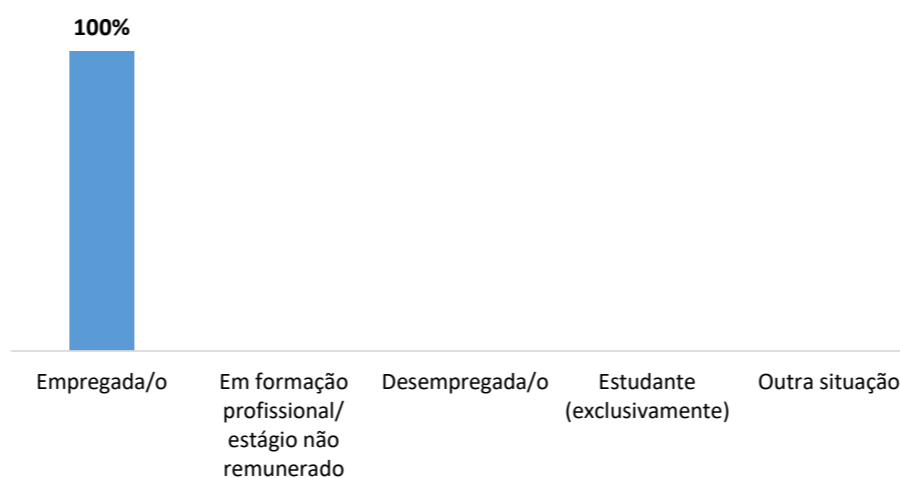 100%
Empregada/o
Em formação
profissional/
estágio não
remunerado
Desempregada/o
Estudante
(exclusivamente)
Outra situação